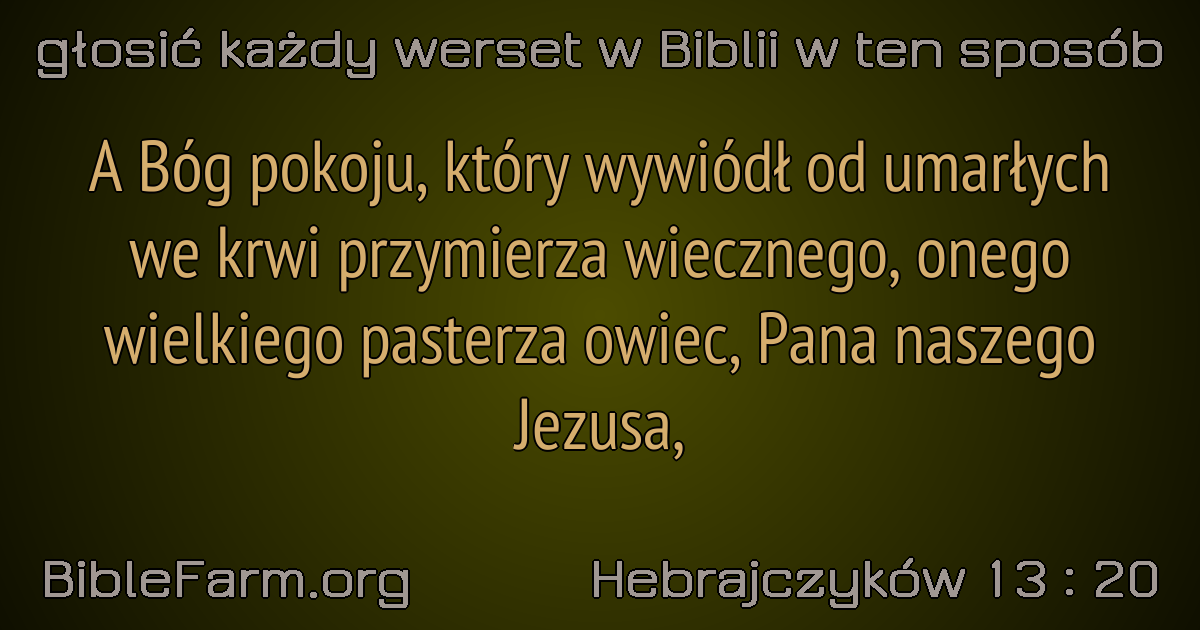 głosić każdy werset w Biblii w ten sposób
A Bóg pokoju, który wywiódł od umarłych
we krwi przymierza wiecznego, onego
wielkiego pasterza owiec, Pana naszego
Jezusa,
BibleFarm.org
Hebrajczyków 13 : 20